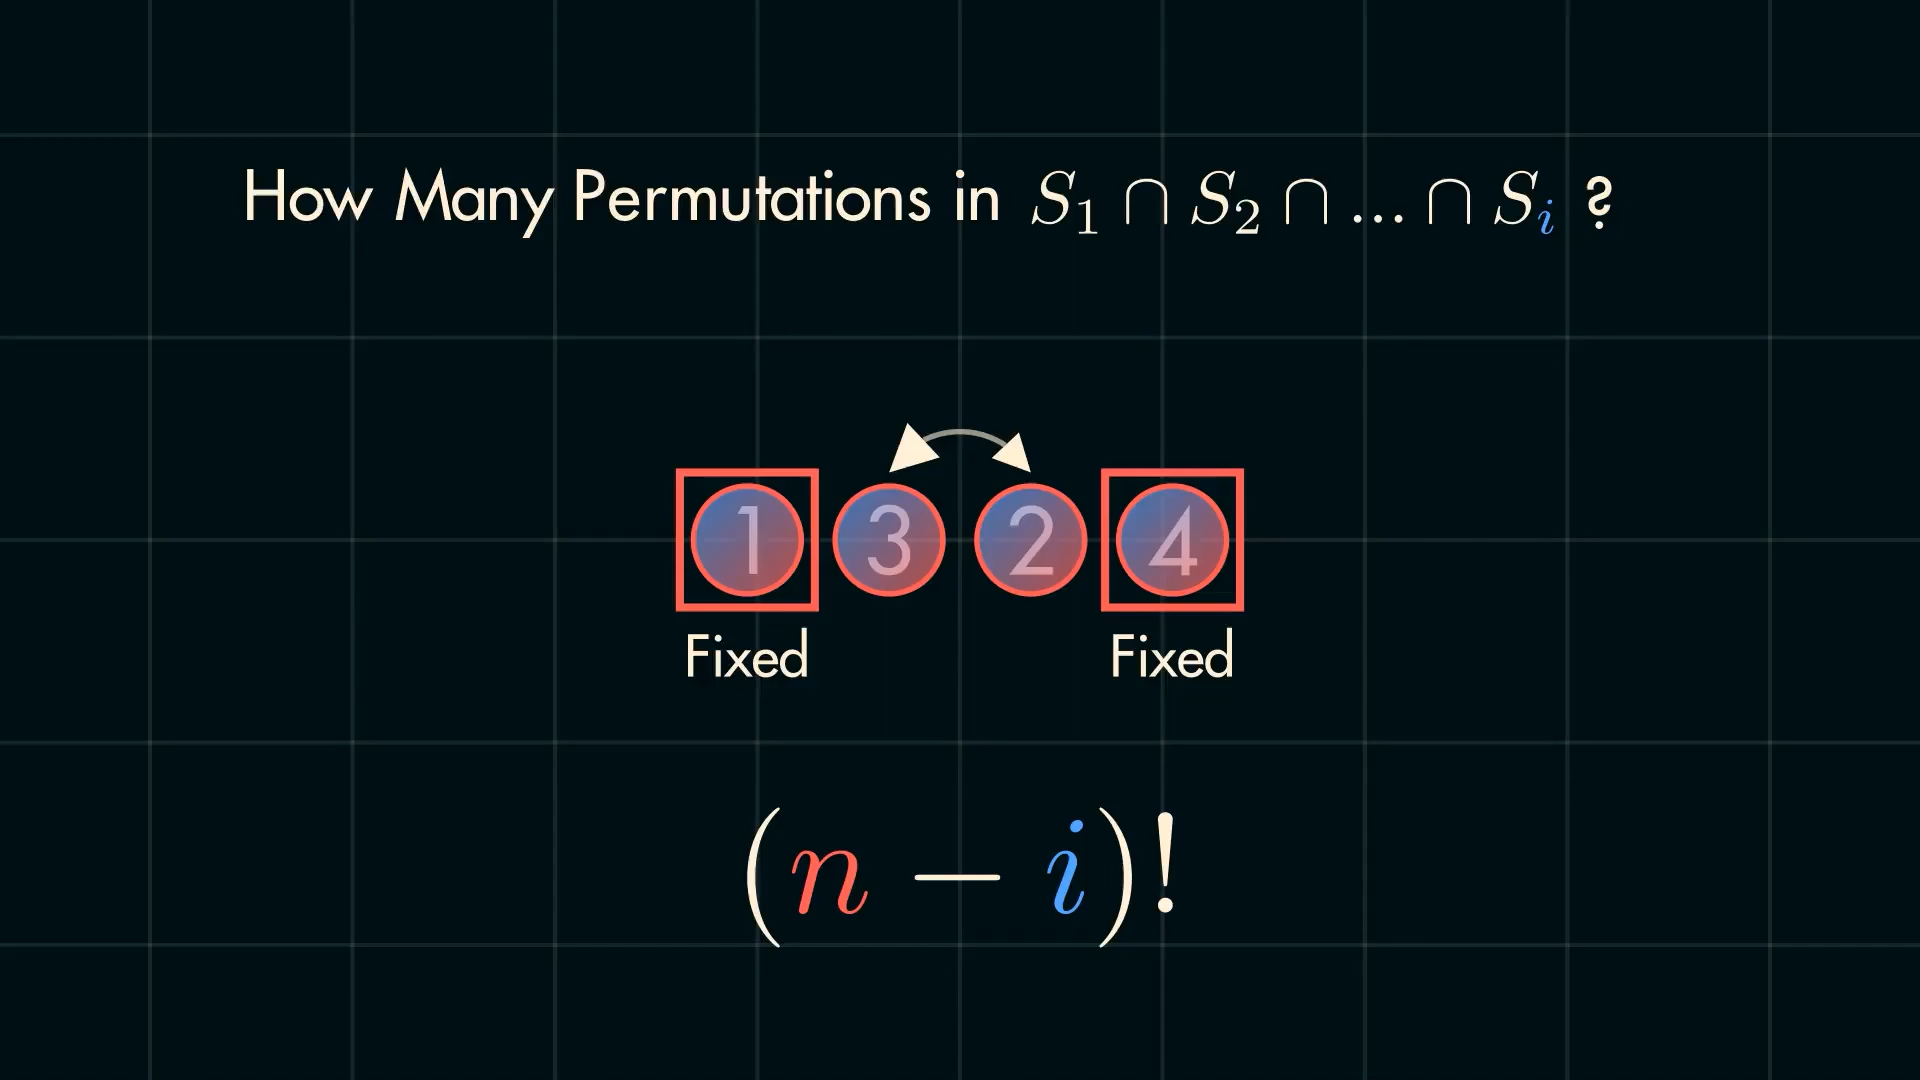 How Many Permutations in S₁ ∩ S₂ ∩ ... ∩ Sᵢ ?
1 3 2 4
Fixed Fixed
(n − i)!